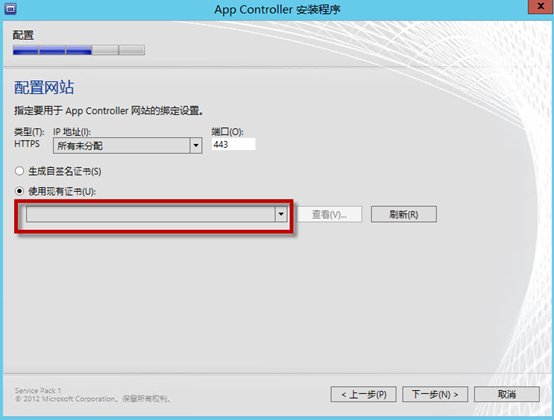 App Controller 安装程序
配置
配置网站
指定要用于 App Controller 网站的绑定设置。
类型(T): IP 地址(I): 端口(O):
HTTPS 所有未分配 443
生成自签名证书(S)
使用现有证书(U):
查看(V)... 刷新(R)
Service Pack 1
© 2012 Microsoft Corporation。保留所有权利。
< 上一步(P) 下一步(N) > 取消